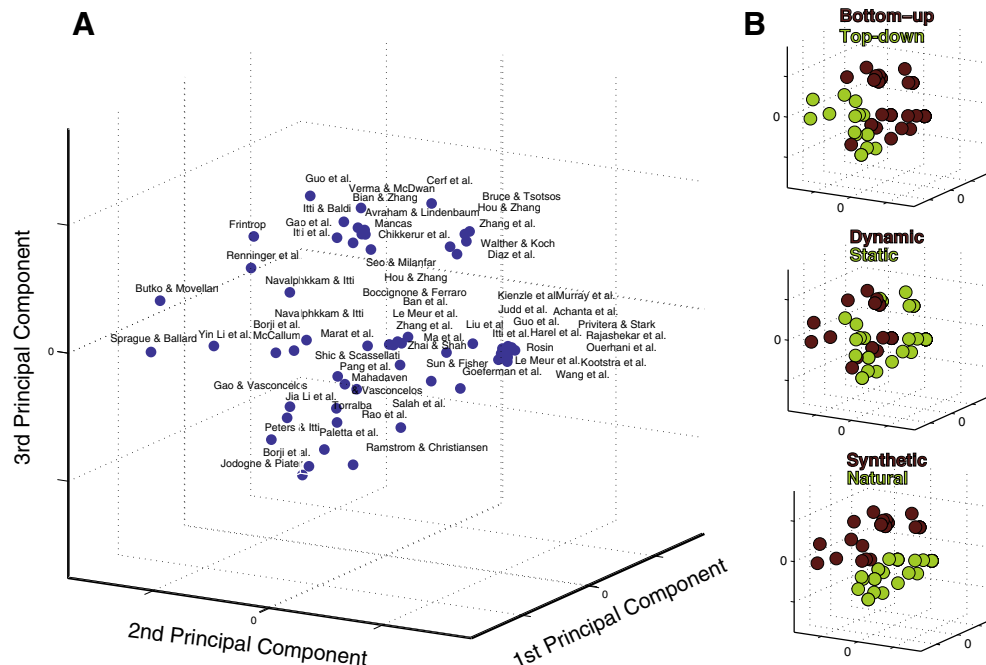 A
B
Bottom–up
Top-down
Guo et al.
Verma & McDwan
Cerf et al.
Bian & Zhang
Bruce & Tsotsos
Itti & Baldi
Avraham & Lindenbaum
Hou & Zhang
Gao et al.
Mancas
Zhang et al.
Frintrop
Itti et al.
Chikkerur et al.
Walther & Koch
Renninger et al
Seo & Milanfar
Diaz et al.
Navalphkkam & Itti
Hou & Zhang
Butko & Movellan
Boccignone & Ferraro
Kienzle et al.
Murray et al.
Ban et al.
Navalphkkam & Itti
Le Meur et al.
Judd et al.
Achanta et al.
Borji et al.
Zhang et al.
Liu et al
Guo et al.
Privitera & Stark
Sprague & Ballard
Yin Li et al.
McCallum
Marat et al.
Ma et al.
Itti et al.
Harel et al.
Rajashekar et al.
Zhai & Shah
Rosin
Ouerhani et al.
Shic & Scassellati
Sun & Fisher
Le Meur et al.
Kootstra et al.
Pang et al.
Goeferman et al.
Wang et al.
Gao & Vasconcelos
Mahadaven
& Vasconcelos
Jia Li et al.
Torralba
Salah et al.
Rao et al.
Peters & Itti
Paletta et al.
Ramstrom & Christiansen
Borji et al.
Jodogne & Piater
3rd Principal Component
0
2nd Principal Component
0
1st Principal Component
0
0
0
0
Dynamic
Static
0
0
0
Synthetic
Natural
0
0
0